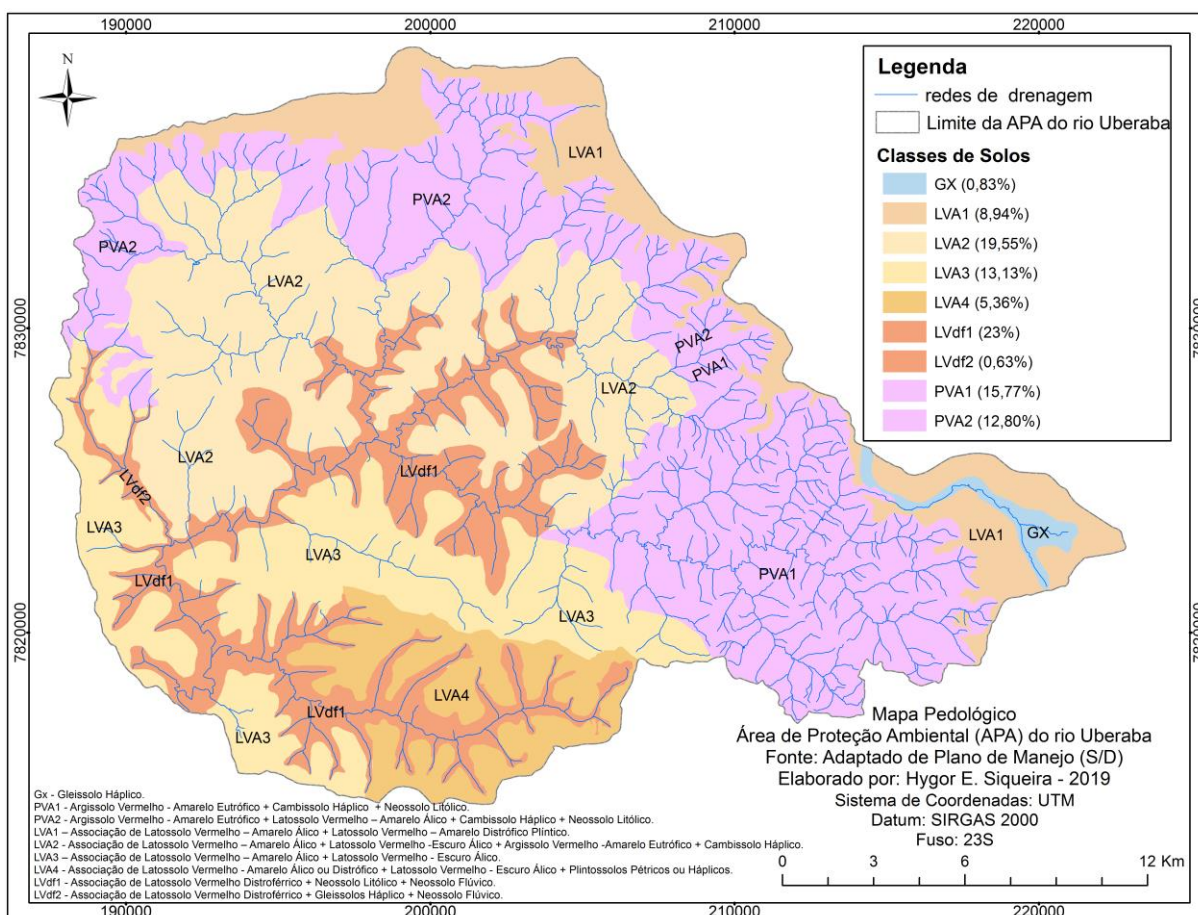 190000 200000 210000 220000
N
Legenda
redes de drenagem
Limite da APA do rio Uberaba
Classes de Solos
GX (0,83%)
LVA1 (8,94%)
LVA2 (19,55%)
LVA3 (13,13%)
LVA4 (5,36%)
LVdf1 (23%)
LVdf2 (0,63%)
PVA1 (15,77%)
PVA2 (12,80%)
7830000
7830000
7820000
7820000
LVA1
PVA2
PVA2
LVA2
PVA2
PVA1
LVA2
LVA2
LVdf1
LVdf2
LVA3
LVA3
LVA1
GX
LVdf1
PVA1
LVA3
LVA4
LVdf1
LVA3
Mapa Pedológico
Área de Proteção Ambiental (APA) do rio Uberaba
Fonte: Adaptado de Plano de Manejo (S/D)
Elaborado por: Hygor E. Siqueira - 2019
Sistema de Coordenadas: UTM
Datum: SIRGAS 2000
Fuso: 23S
0 3 6 12 Km
Gx - Gleissolo Háplico.
PVA1 - Argissolo Vermelho - Amarelo Eutrófico + Cambissolo Háplico + Neossolo Litólico.
PVA2 - Argissolo Vermelho - Amarelo Eutrófico + Latossolo Vermelho – Amarelo Álico + Cambissolo Háplico + Neossolo Litólico.
LVA1 – Associação de Latossolo Vermelho – Amarelo Álico + Latossolo Vermelho – Amarelo Distrófico Plíntico.
LVA2 - Associação de Latossolo Vermelho – Amarelo Álico + Latossolo Vermelho -Escuro Álico + Argissolo Vermelho -Amarelo Eutrófico + Cambissolo Háplico.
LVA3 – Associação de Latossolo Vermelho – Amarelo Álico + Latossolo Vermelho - Escuro Álico.
LVA4 - Associação de Latossolo Vermelho - Amarelo Álico ou Distrófico + Latossolo Vermelho - Escuro Álico + Plintossolos Pétricos ou Háplicos.
LVdf1 - Associação de Latossolo Vermelho Distroférrico + Neossolo Litólico + Neossolo Flúvico.
LVdf2 - Associação de Latossolo Vermelho Distroférrico + Gleissolos Háplico + Neossolo Flúvico.
190000 200000 210000 220000